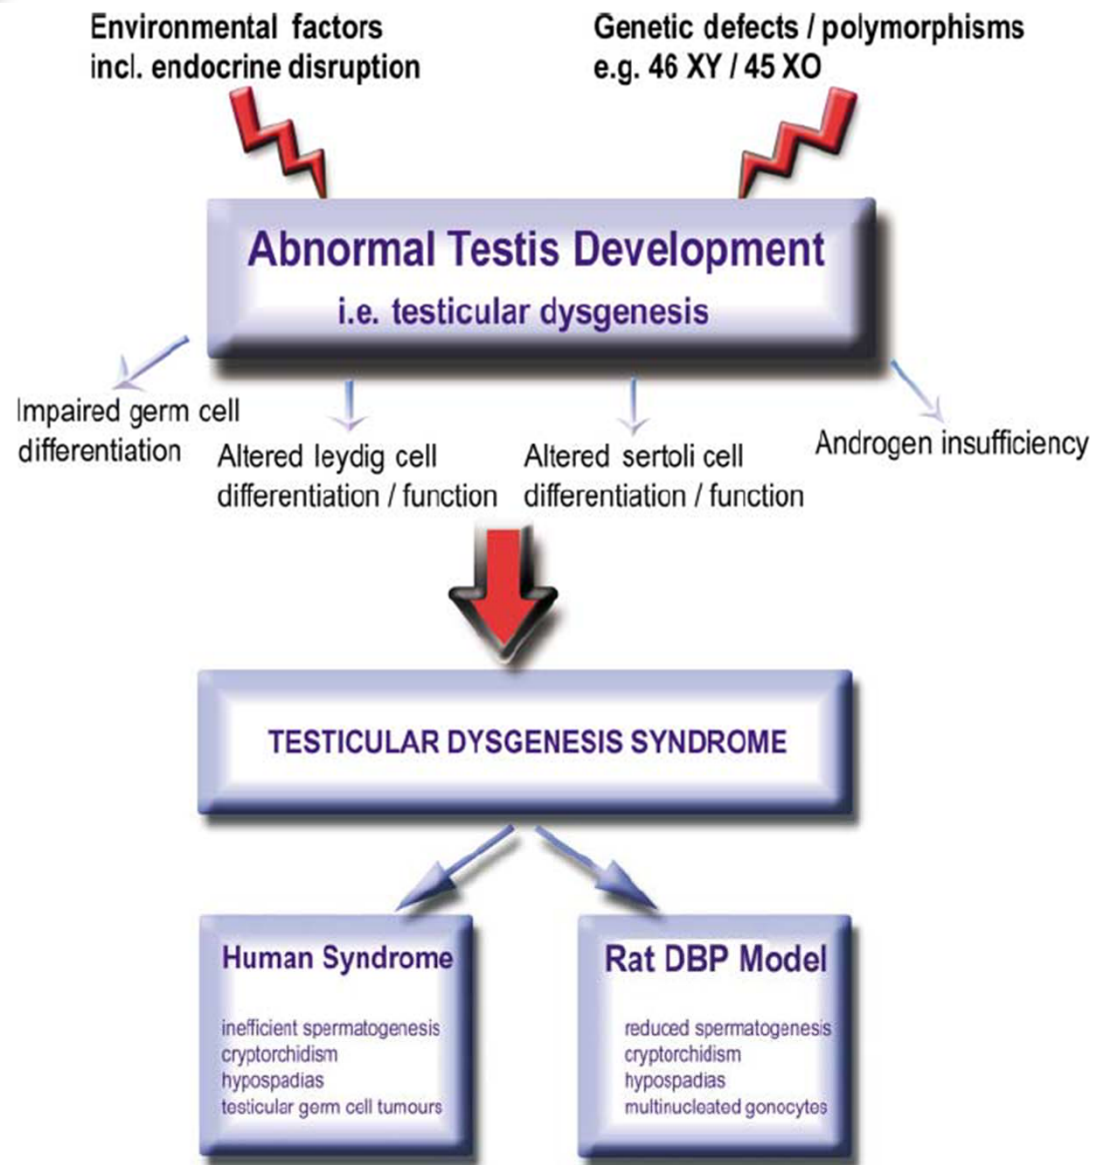 Environmental factors
incl. endocrine disruption
Genetic defects / polymorphisms
e.g. 46 XY / 45 XO
Abnormal Testis Development
i.e. testicular dysgenesis
Impaired germ cell
differentiation
Altered leydig cell
differentiation / function
Altered sertoli cell
differentiation / function
Androgen insufficiency
TESTICULAR DYSGENESIS SYNDROME
Human Syndrome
inefficient spermatogenesis
cryptorchidism
hypospadias
testicular germ cell tumours
Rat DBP Model
reduced spermatogenesis
cryptorchidism
hypospadias
multinucleated gonocytes